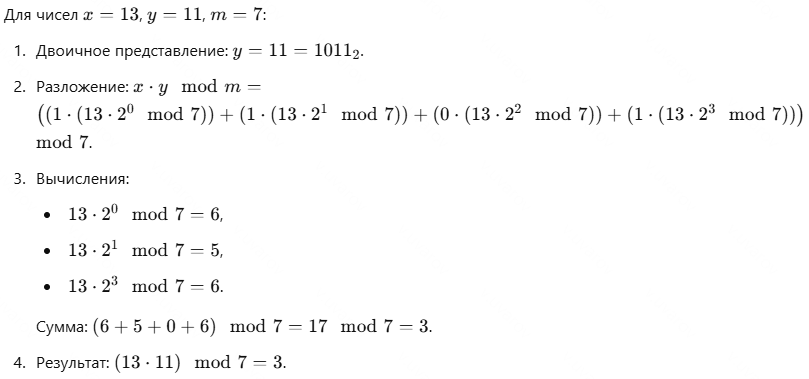 Для чисел x = 13, y = 11, m = 7:
1. Двоичное представление: y = 11 = 1011₂.
2. Разложение: x · y mod m =
((1 · (13 · 2⁰ mod 7)) + (1 · (13 · 2¹ mod 7)) + (0 · (13 · 2² mod 7)) + (1 · (13 · 2³ mod 7)))
mod 7.
3. Вычисления:
• 13 · 2⁰ mod 7 = 6,
• 13 · 2¹ mod 7 = 5,
• 13 · 2³ mod 7 = 6.
Сумма: (6 + 5 + 0 + 6) mod 7 = 17 mod 7 = 3.
4. Результат: (13 · 11) mod 7 = 3.